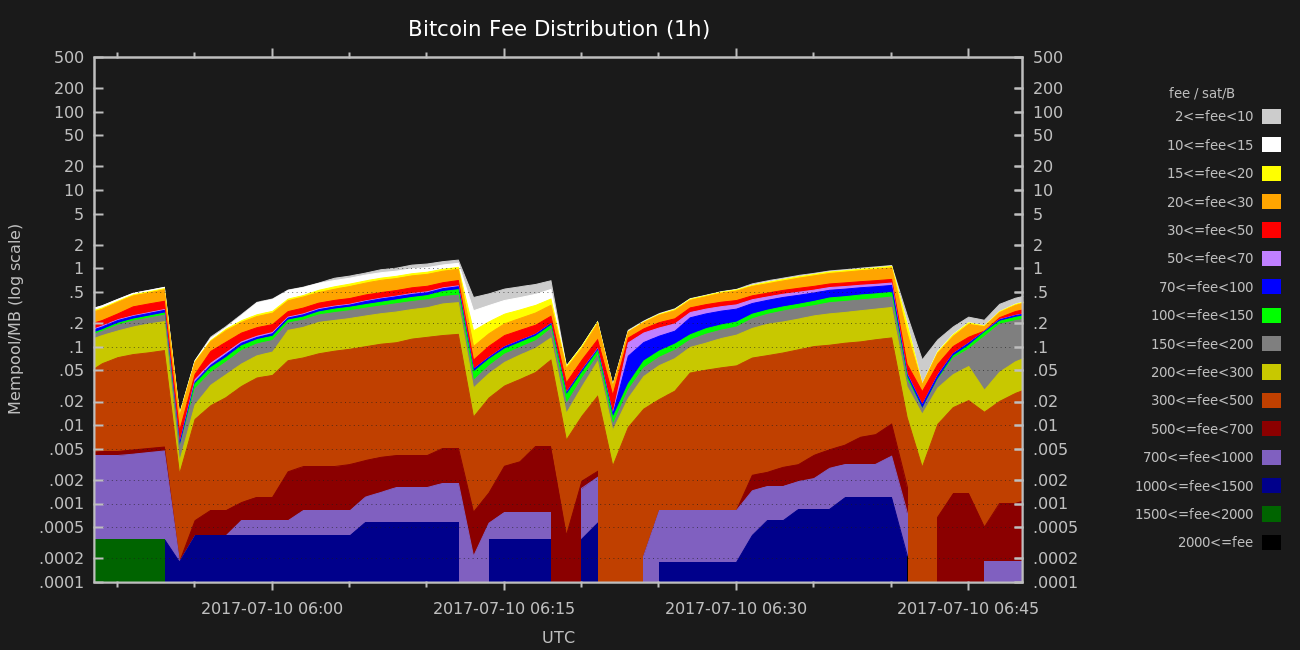 Bitcoin Fee Distribution (1h)
Mempool/MB (log scale)
500
200
100
50
20
10
5
2
1
.5
.2
.1
.05
.02
.01
.005
.002
.001
.0005
.0002
.0001
500
200
100
50
20
10
5
2
1
.5
.2
.1
.05
.02
.01
.005
.002
.001
.0005
.0002
.0001
2017-07-10 06:00
2017-07-10 06:15
2017-07-10 06:30
2017-07-10 06:45
UTC
fee / sat/B
2<=fee<10
10<=fee<15
15<=fee<20
20<=fee<30
30<=fee<50
50<=fee<70
70<=fee<100
100<=fee<150
150<=fee<200
200<=fee<300
300<=fee<500
500<=fee<700
700<=fee<1000
1000<=fee<1500
1500<=fee<2000
2000<=fee